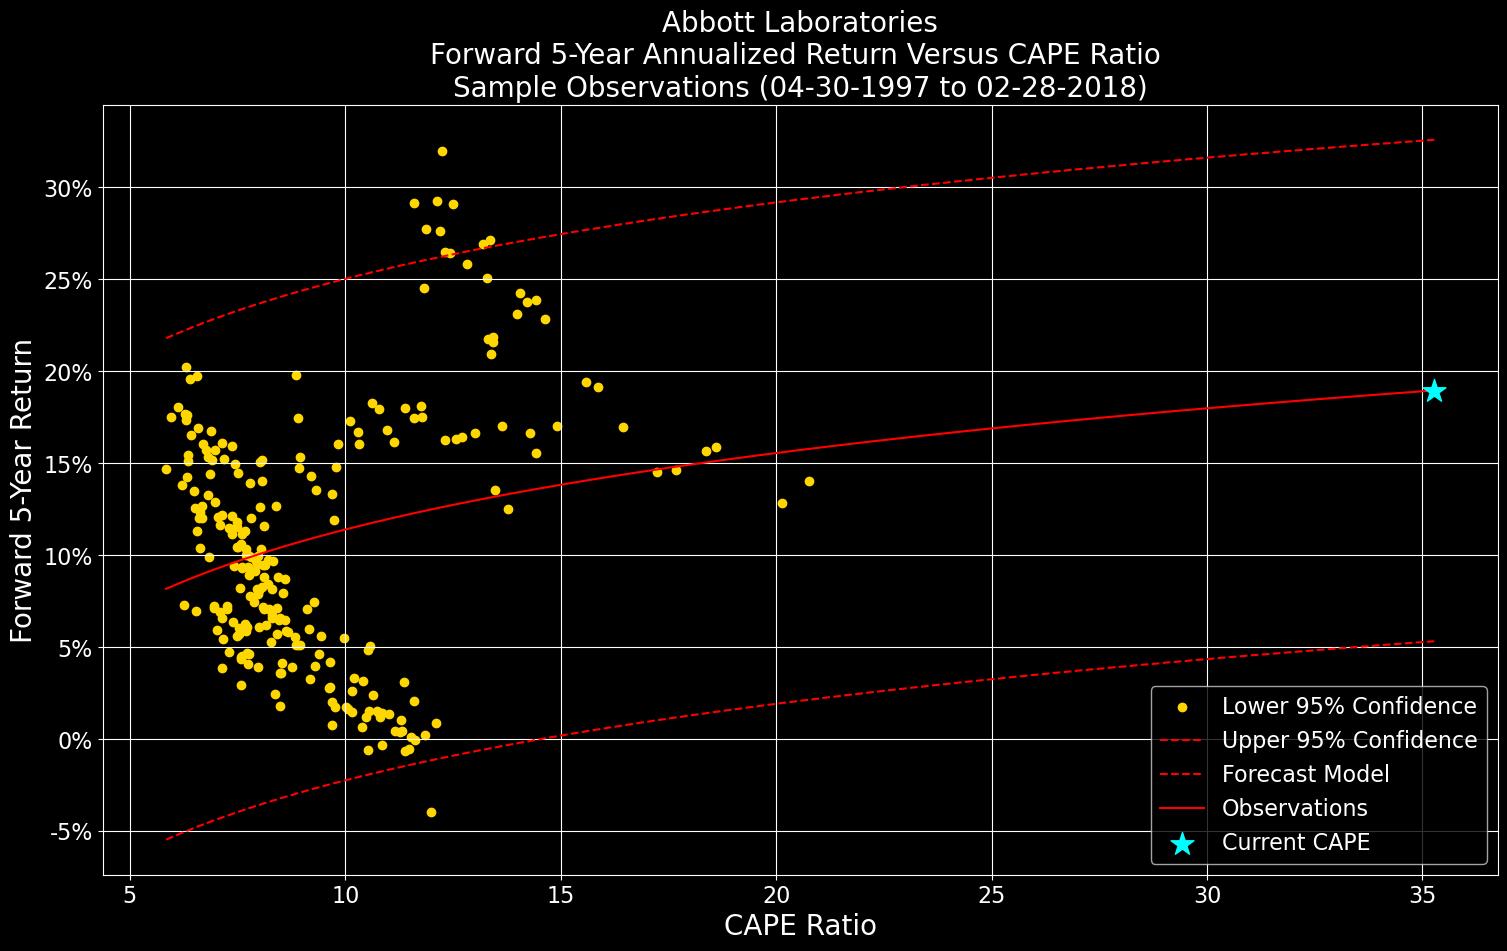 Abbott Laboratories
Forward 5-Year Annualized Return Versus CAPE Ratio
Sample Observations (04-30-1997 to 02-28-2018)
Forward 5-Year Return
30%
25%
20%
15%
10%
5%
0%
-5%
Lower 95% Confidence
Upper 95% Confidence
Forecast Model
Observations
Current CAPE
5 10 15 20 25 30 35
CAPE Ratio